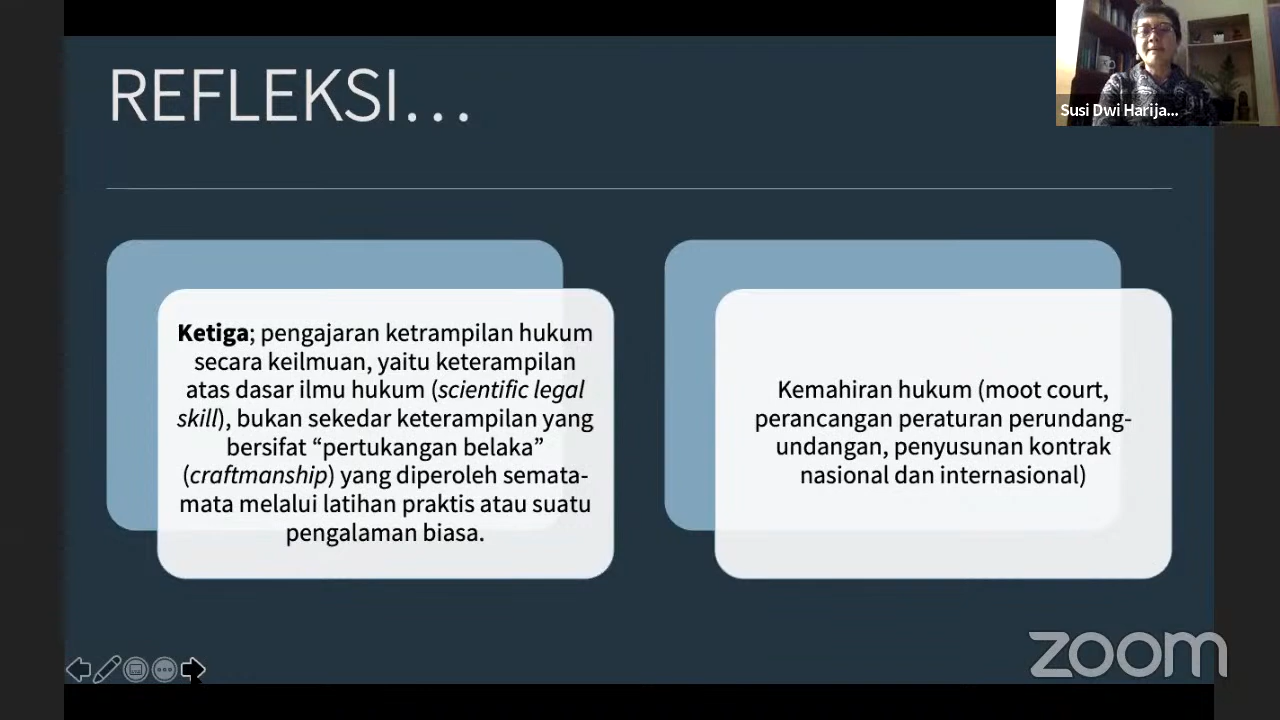 REFLEKSI...
Susi Dwi Harija...
Ketiga; pengajaran ketrampilan hukum
secara keilmuan, yaitu keterampilan
atas dasar ilmu hukum (scientific legal
skill), bukan sekedar keterampilan yang
bersifat “pertukangan belaka”
(craftmanship) yang diperoleh semata-
mata melalui latihan praktis atau suatu
pengalaman biasa.
Kemahiran hukum (moot court,
perancangan peraturan perundang-
undangan, penyusunan kontrak
nasional dan internasional)
zoom